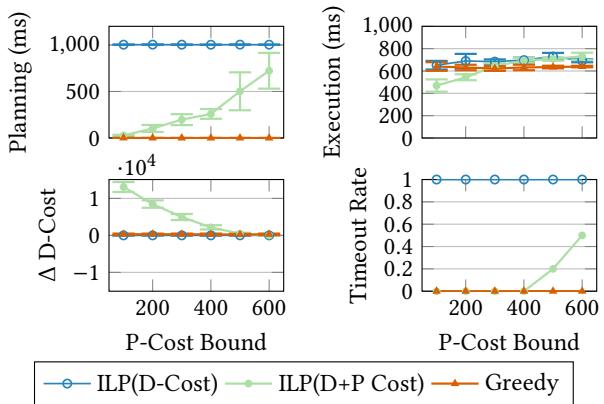 Planning (ms)
1,000
500
0
Execution (ms)
1,000
800
600
400
200
0
·10⁴
Δ D-Cost
1
0
−1
200 400 600
P-Cost Bound
Timeout Rate
1
0.8
0.6
0.4
0.2
0
200 400 600
P-Cost Bound
ILP(D-Cost) ILP(D+P Cost) Greedy